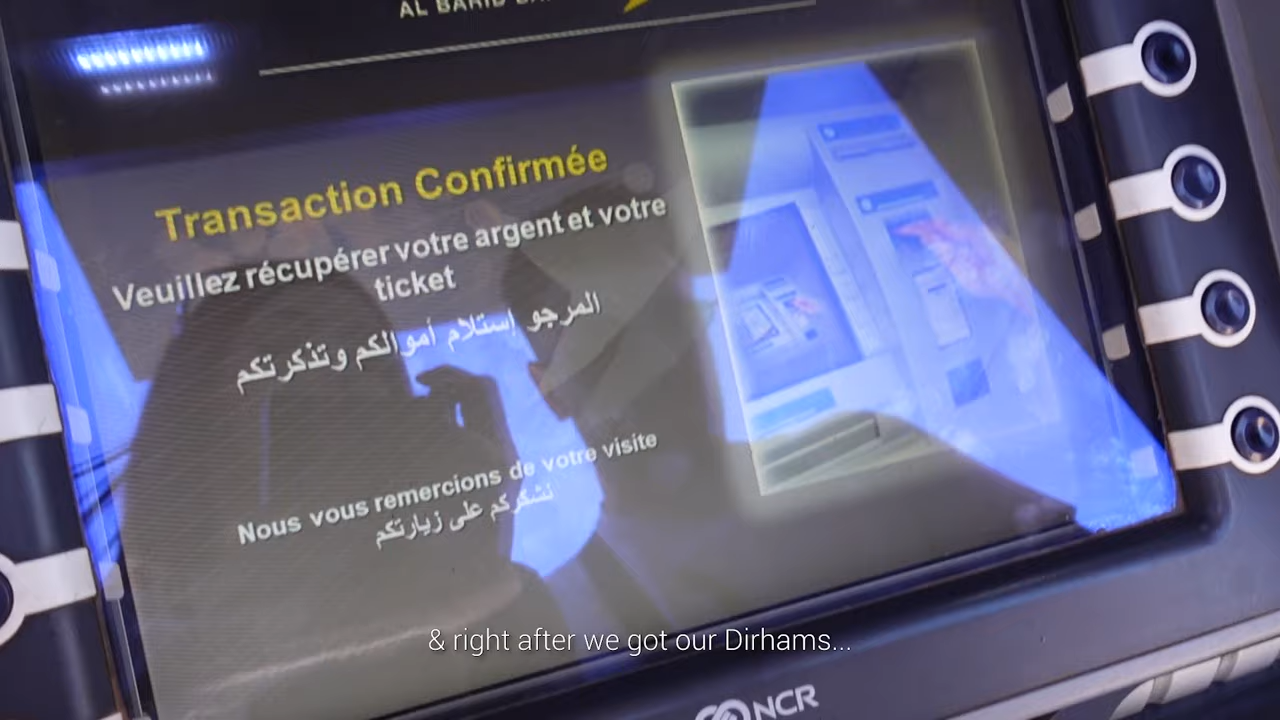 AL BARID
Transaction Confirmée
Veuillez récupérer votre argent et votre
ticket
المرجو إستلام أموالكم وتذكرتكم
Nous vous remercions de votre visite
نشكركم على زيارتكم
& right after we got our Dirhams...
NCR